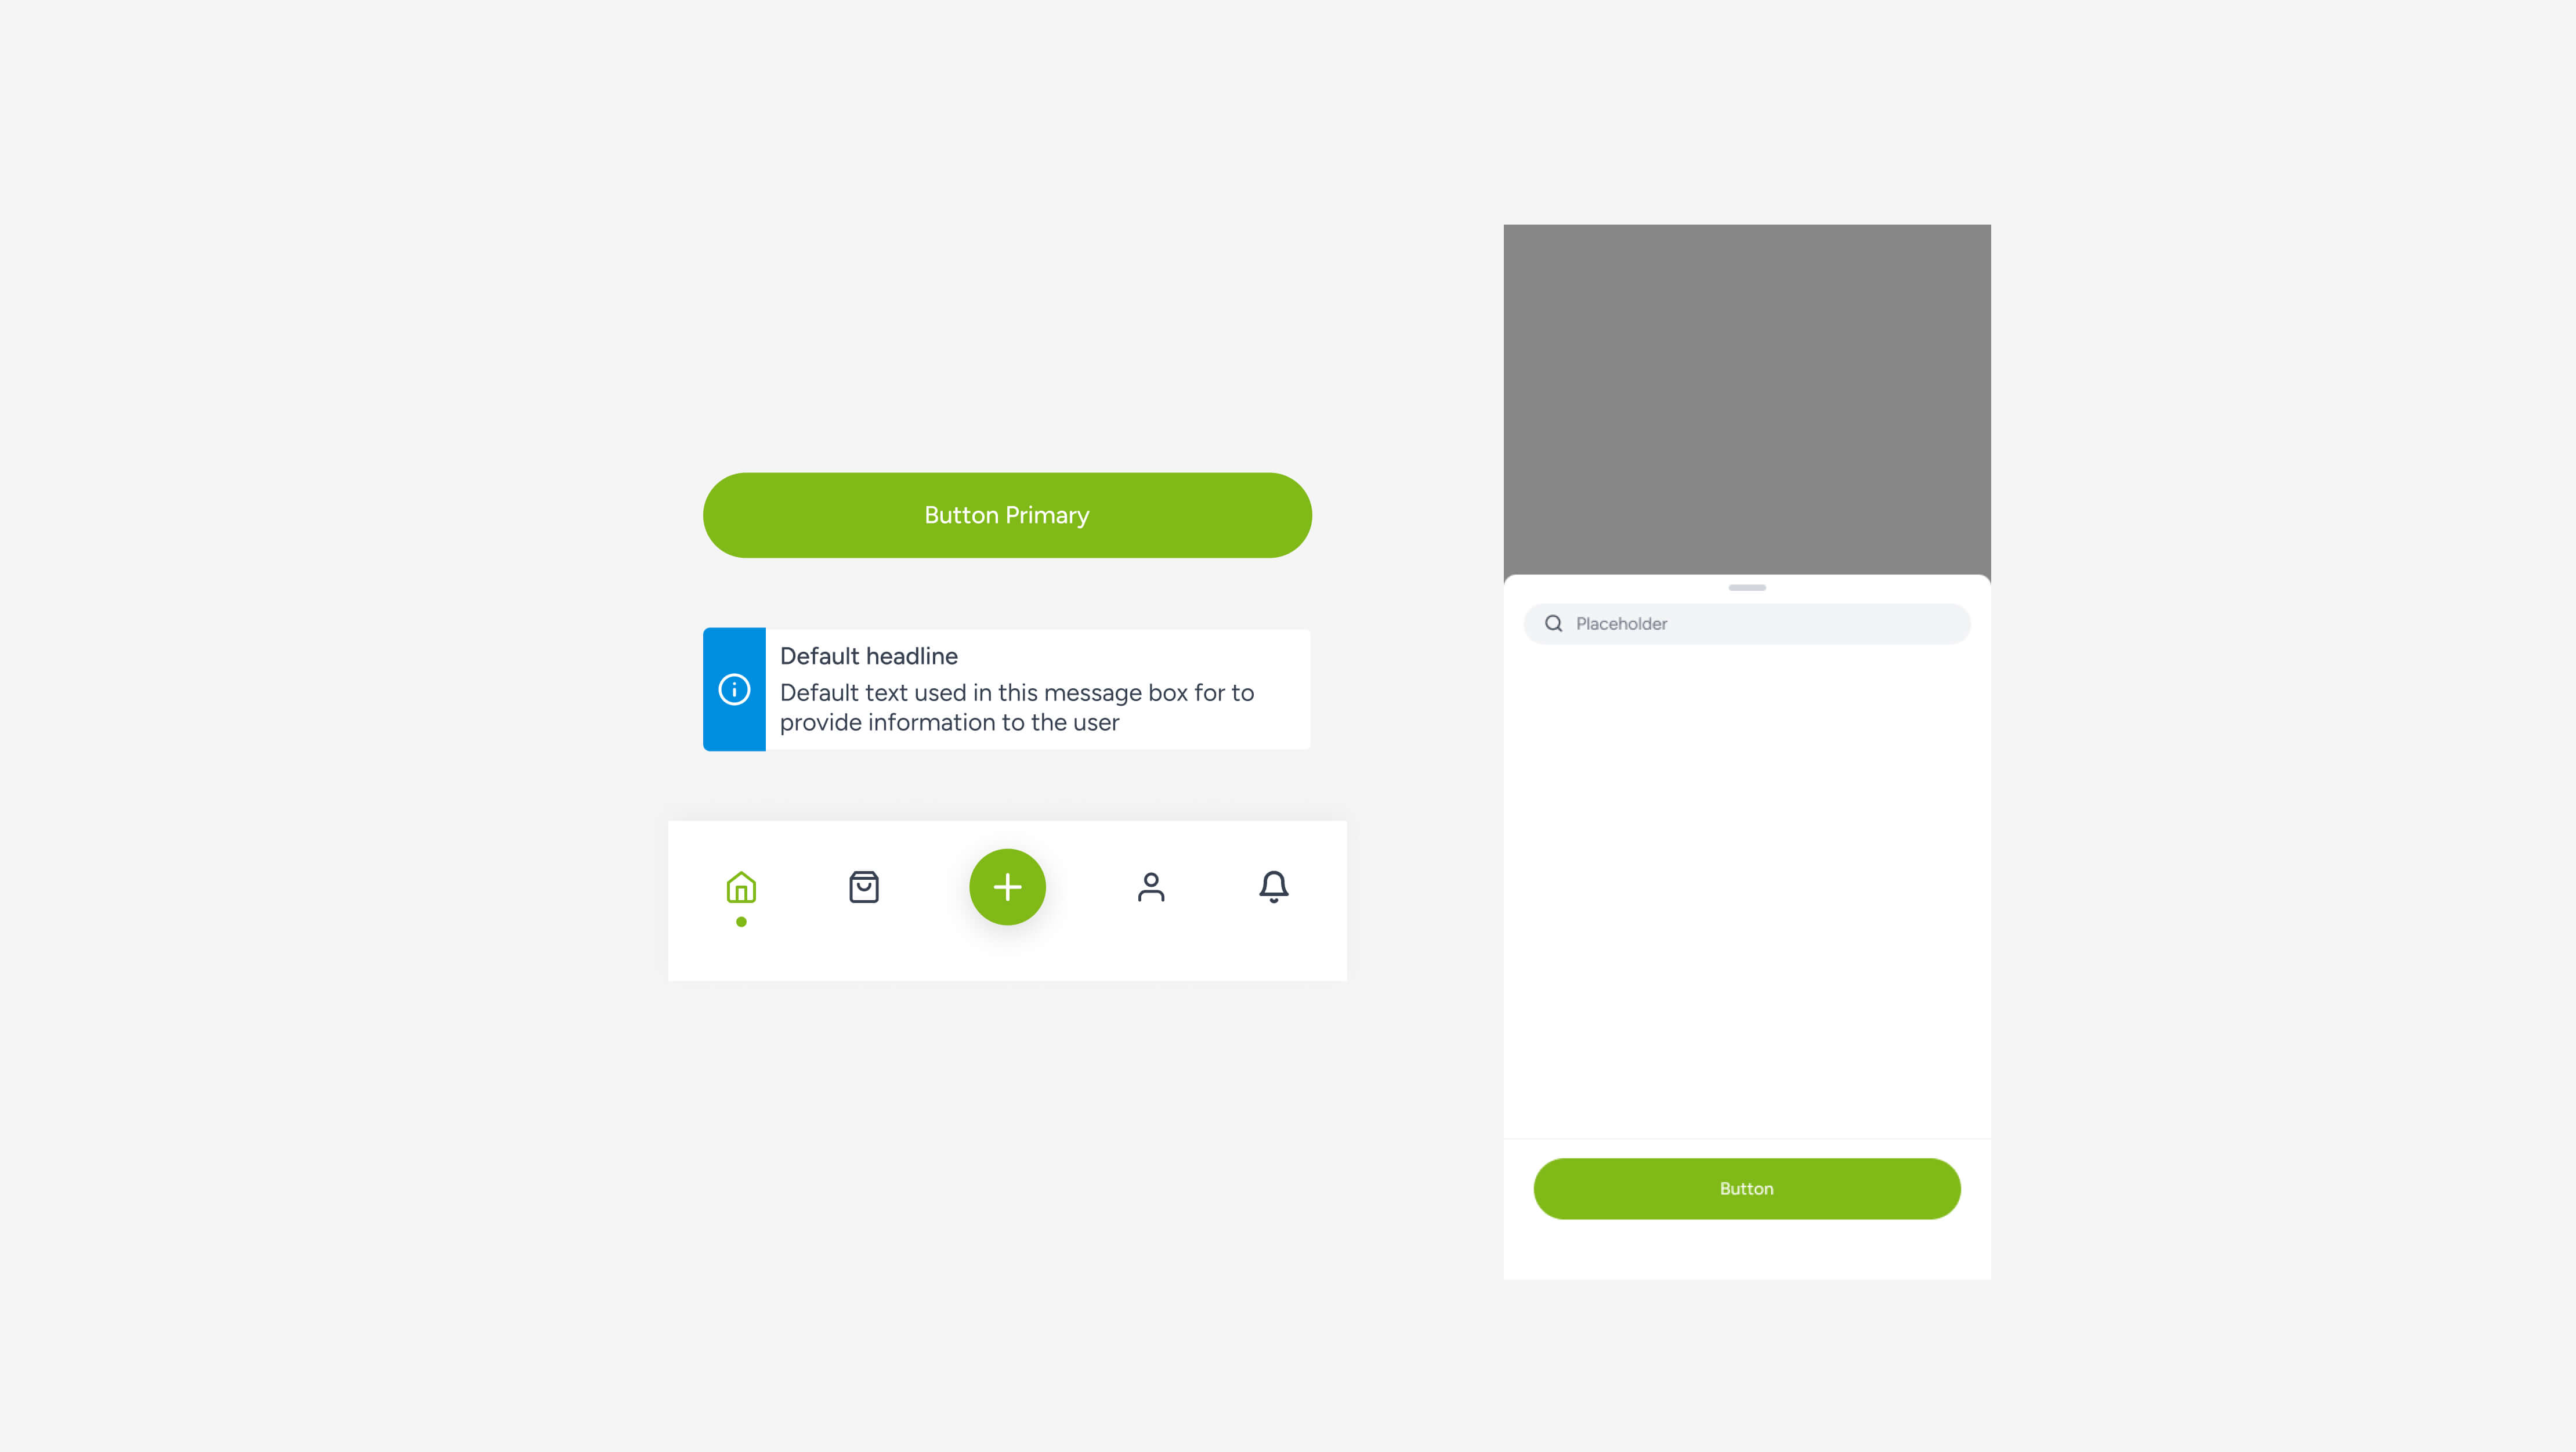 Button Primary
Default headline
Default text used in this message box for to
provide information to the user
Placeholder
Button